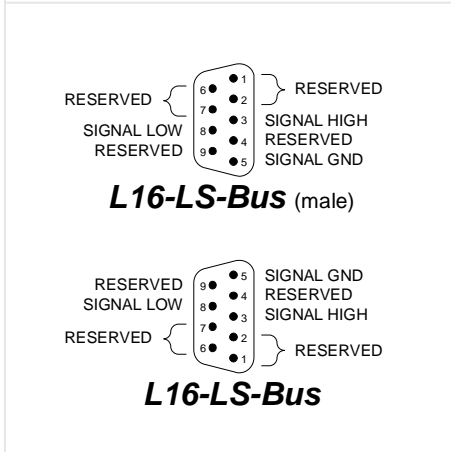 1
6
RESERVED
RESERVED
2
7
3
SIGNAL HIGH
SIGNAL LOW
8
4
RESERVED
RESERVED
9
5
SIGNAL GND
L16-LS-Bus (male)
5
SIGNAL GND
RESERVED
9
4
RESERVED
SIGNAL LOW
8
3
SIGNAL HIGH
7
2
RESERVED
6
1
RESERVED
L16-LS-Bus